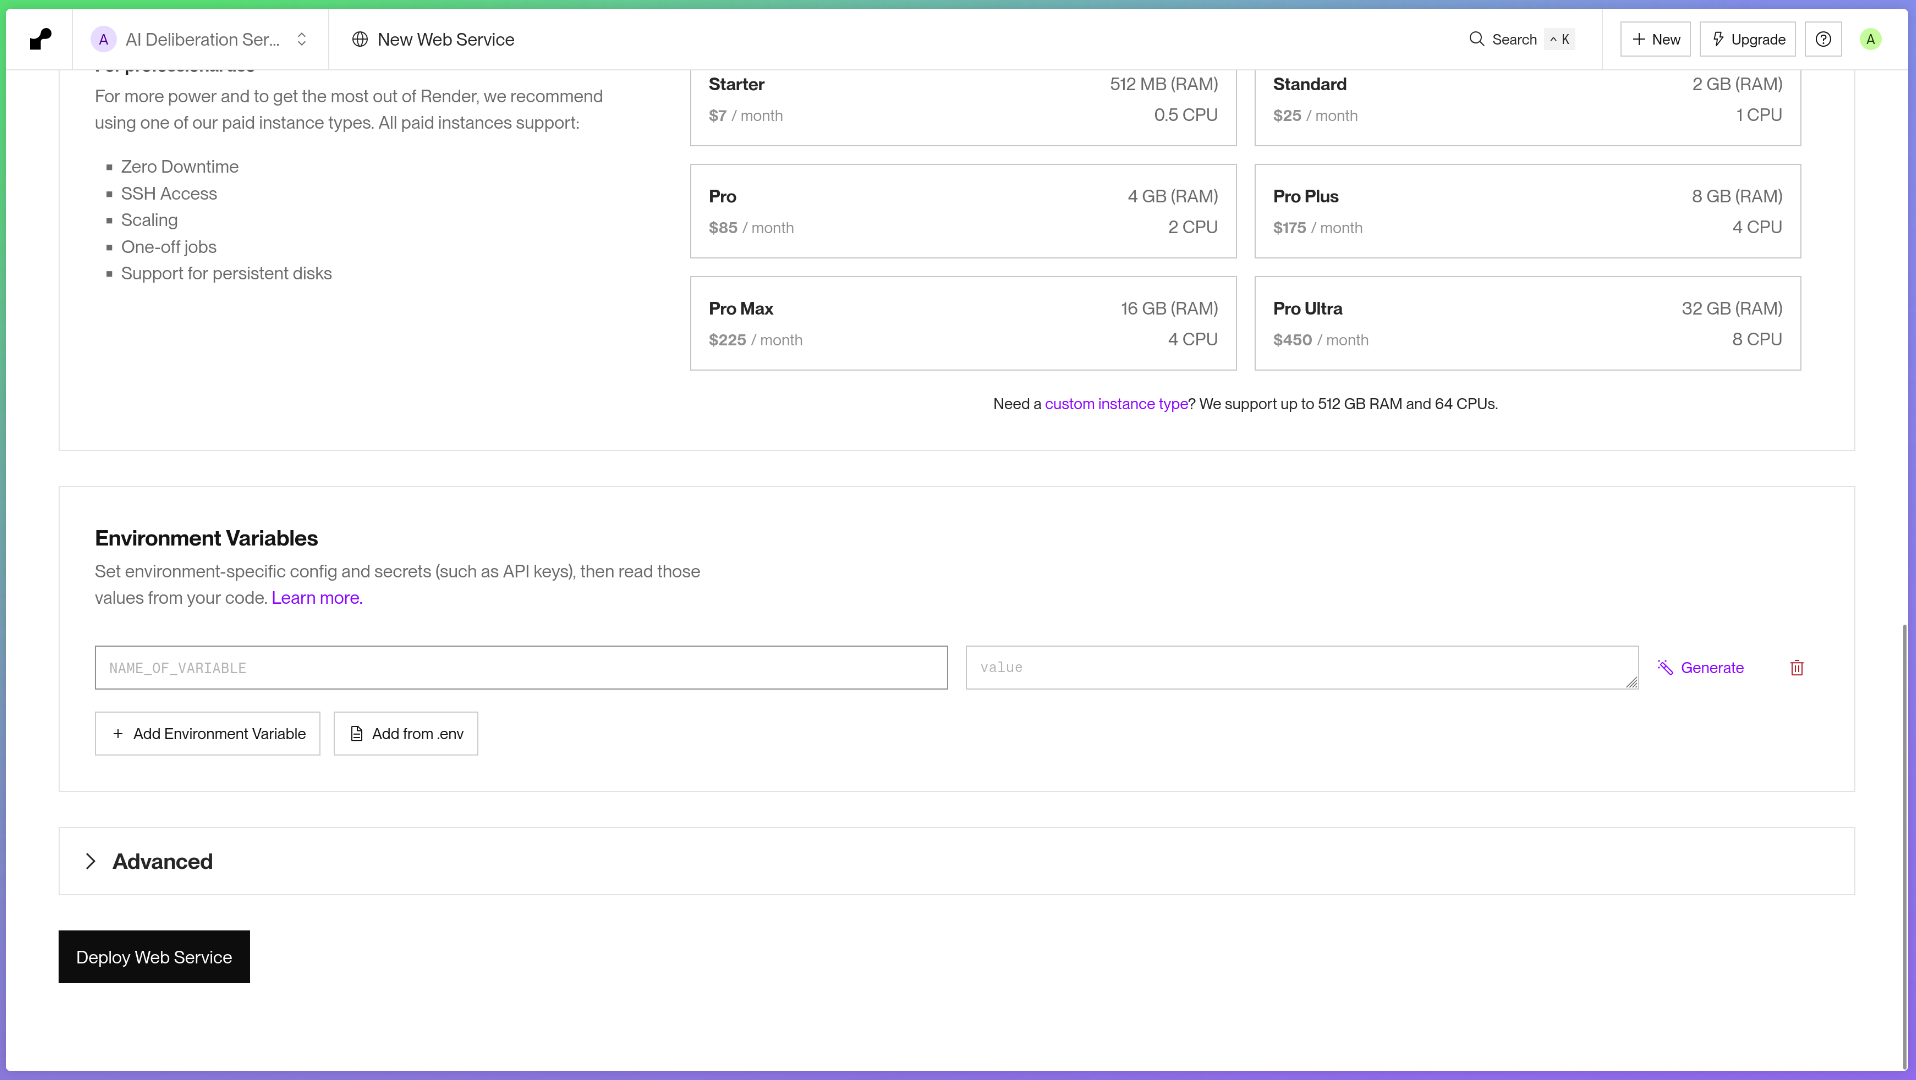 A
AI Deliberation Ser...
New Web Service
Search
^ K
New
Upgrade
A
For professional use
For more power and to get the most out of Render, we recommend
using one of our paid instance types. All paid instances support:
Zero Downtime
SSH Access
Scaling
One-off jobs
Support for persistent disks
Starter
512 MB (RAM)
$7 / month
0.5 CPU
Standard
2 GB (RAM)
$25 / month
1 CPU
Pro
4 GB (RAM)
$85 / month
2 CPU
Pro Plus
8 GB (RAM)
$175 / month
4 CPU
Pro Max
16 GB (RAM)
$225 / month
4 CPU
Pro Ultra
32 GB (RAM)
$450 / month
8 CPU
Need a custom instance type? We support up to 512 GB RAM and 64 CPUs.
Environment Variables
Set environment-specific config and secrets (such as API keys), then read those
values from your code. Learn more.
NAME_OF_VARIABLE
value
Generate
+ Add Environment Variable
Add from .env
Advanced
Deploy Web Service